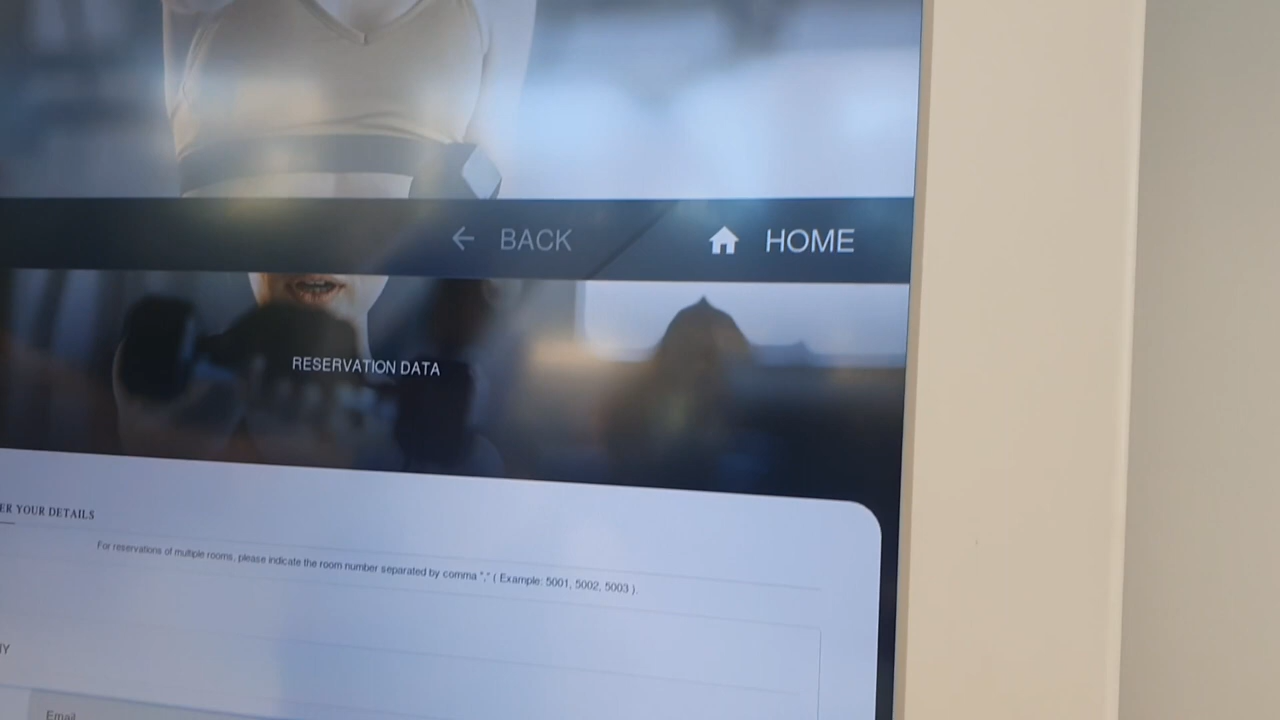 BACK
HOME
RESERVATION DATA
YOUR DETAILS
For reservations of multiple rooms, please indicate the room number separated by comma "," ( Example: 5001, 5002, 5003 ).
Email